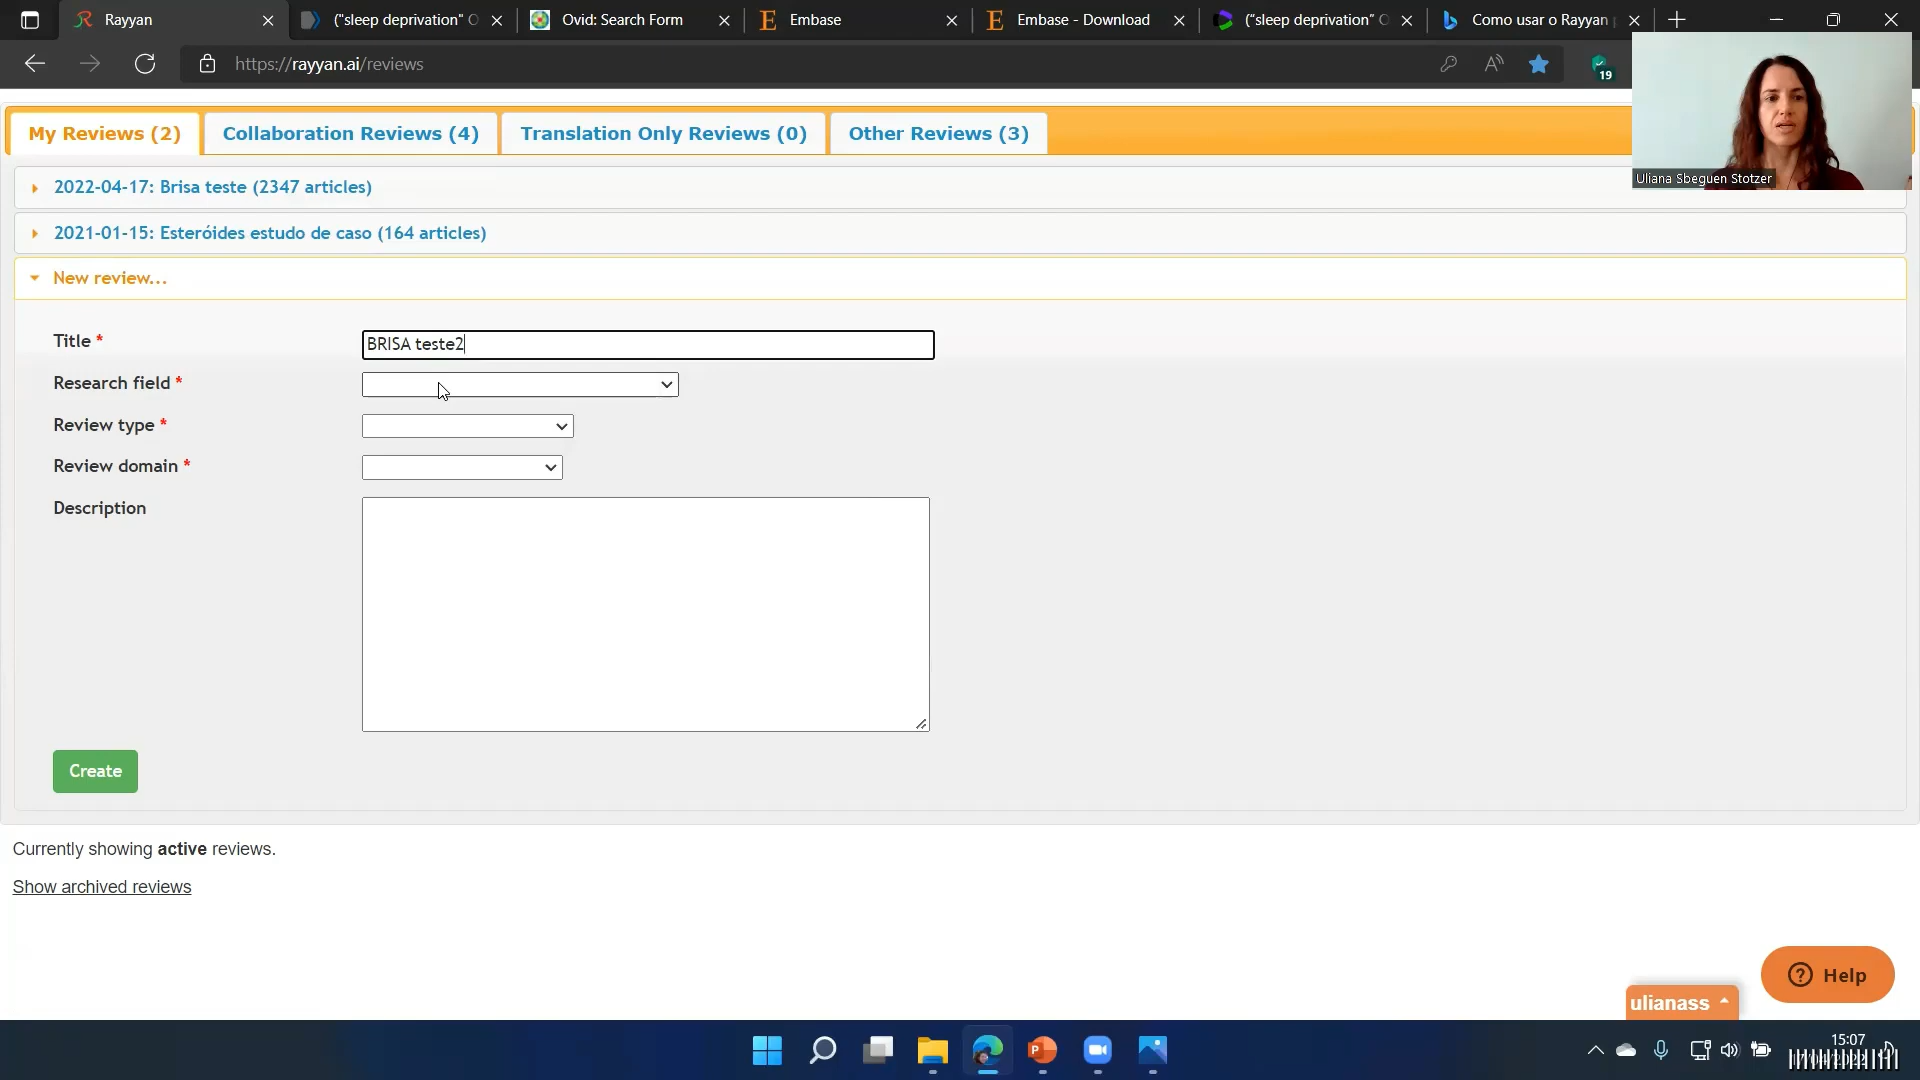 Rayyan
("sleep deprivation" O
Ovid: Search Form
Embase
Embase - Download
("sleep deprivation" O
Como usar o Rayyan
https://rayyan.ai/reviews
19
My Reviews (2)
Collaboration Reviews (4)
Translation Only Reviews (0)
Other Reviews (3)
Uliana Sbeguen Stotzer
2022-04-17: Brisa teste (2347 articles)
2021-01-15: Esteróides estudo de caso (164 articles)
New review...
Title *
BRISA teste2
Research field *
Review type *
Review domain *
Description
Create
Currently showing active reviews.
Show archived reviews
Help
ulianass
15:07